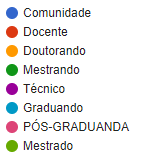 Comunidade
Docente
Doutorando
Mestrando
Técnico
Graduando
PÓS-GRADUANDA
Mestrado